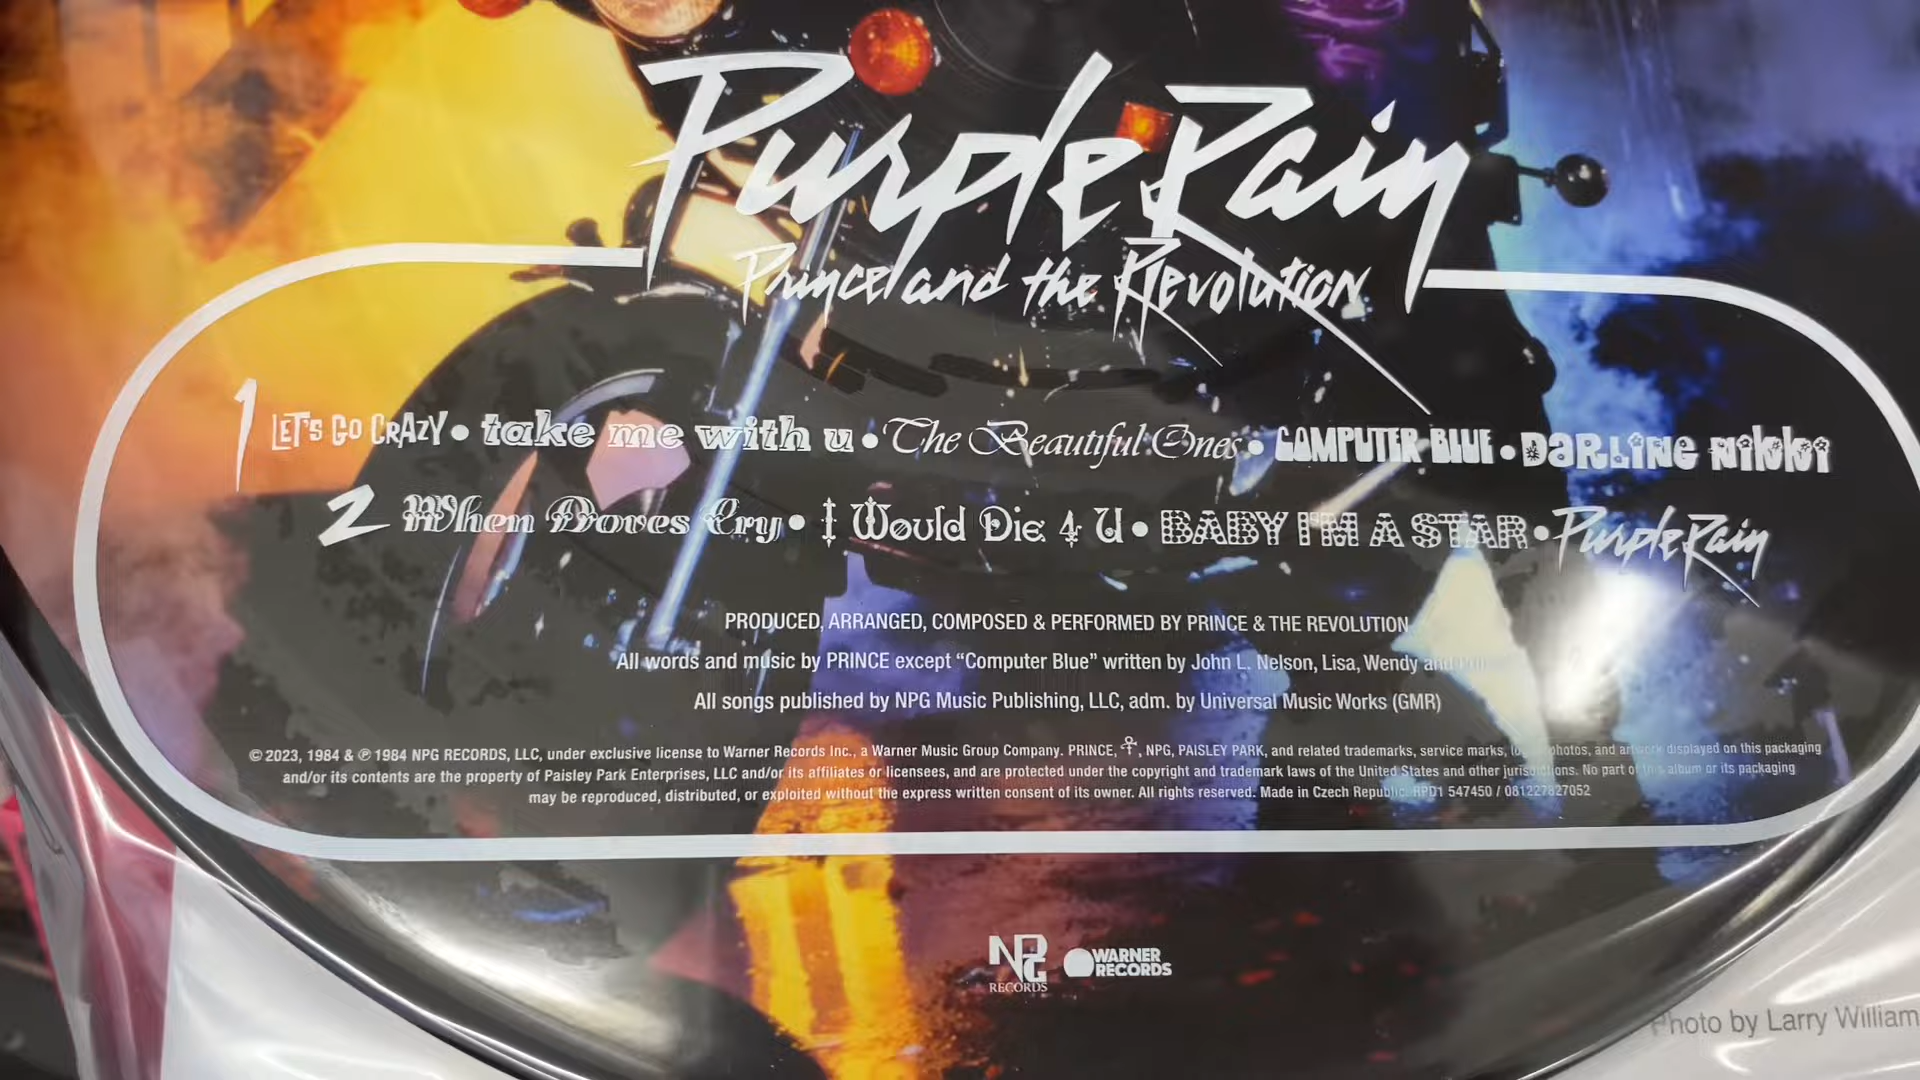 Purple Rain
Prince and the Revolution
1 LET'S GO CRAZY • take me with u • The Beautiful Ones • COMPUTER BLUE • DARLING NIKKI
2 When Doves Cry • I Would Die 4 U • BABY I'M A STAR • Purple Rain
PRODUCED, ARRANGED, COMPOSED & PERFORMED BY PRINCE & THE REVOLUTION
All words and music by PRINCE except “Computer Blue” written by John L. Nelson, Lisa, Wendy and
All songs published by NPG Music Publishing, LLC, adm. by Universal Music Works (GMR)
© 2023, 1984 & ℗ 1984 NPG RECORDS, LLC, under exclusive license to Warner Records Inc., a Warner Music Group Company. PRINCE, NPG, PAISLEY PARK, and related trademarks, service marks, photos, and artwork displayed on this packaging
and/or its contents are the property of Paisley Park Enterprises, LLC and/or its affiliates or licensees, and are protected under the copyright and trademark laws of the United States and other jurisdictions. No part of this album or its packaging
may be reproduced, distributed, or exploited without the express written consent of its owner. All rights reserved. Made in Czech Republic. RPD1 547450 / 081227827052
NPG RECORDS
WARNER RECORDS
Photo by Larry William